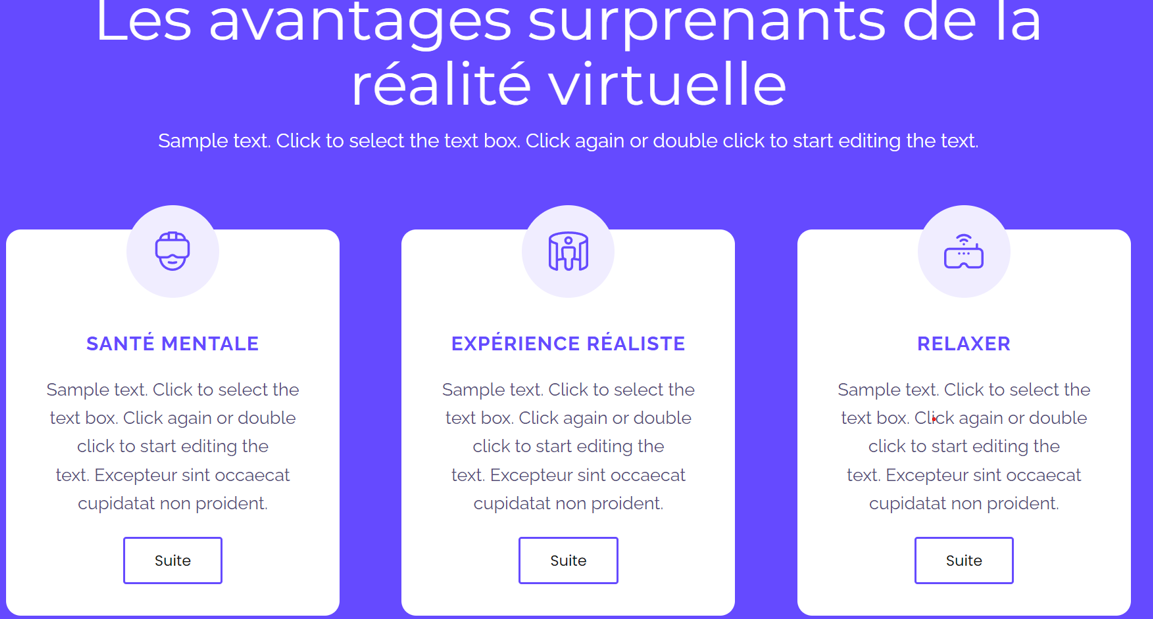 Les avantages surprenants de la
réalité virtuelle
Sample text. Click to select the text box. Click again or double click to start editing the text.
SANTÉ MENTALE
Sample text. Click to select the
text box. Click again or double
click to start editing the
text. Excepteur sint occaecat
cupidatat non proident.
Suite
EXPÉRIENCE RÉALISTE
Sample text. Click to select the
text box. Click again or double
click to start editing the
text. Excepteur sint occaecat
cupidatat non proident.
Suite
RELAXER
Sample text. Click to select the
text box. Click again or double
click to start editing the
text. Excepteur sint occaecat
cupidatat non proident.
Suite